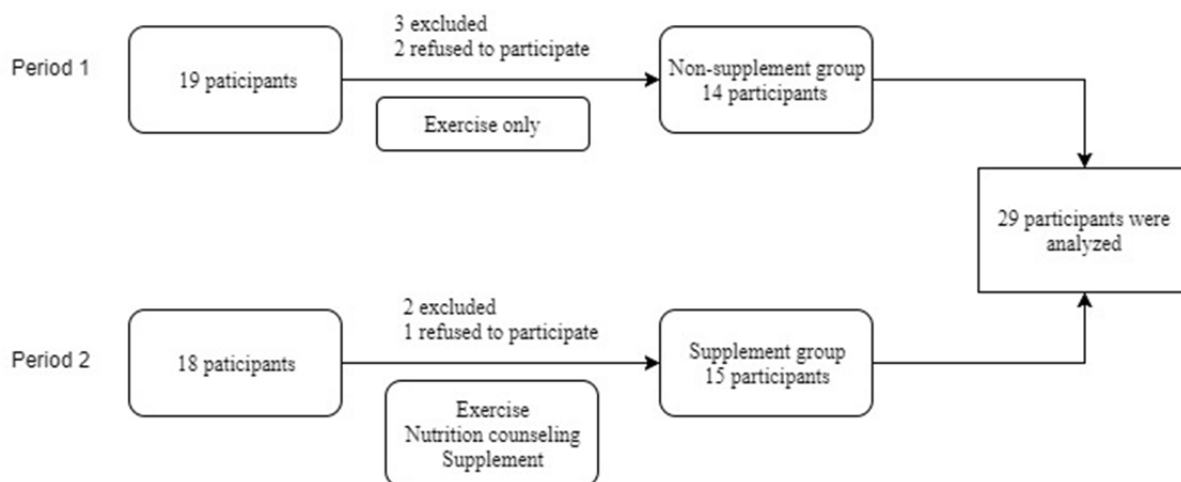 Period 1
19 paticipants
3 excluded
2 refused to participate
Exercise only
Non-supplement group
14 participants
29 participants were
analyzed
Period 2
18 paticipants
2 excluded
1 refused to participate
Exercise
Nutrition counseling
Supplement
Supplement group
15 participants